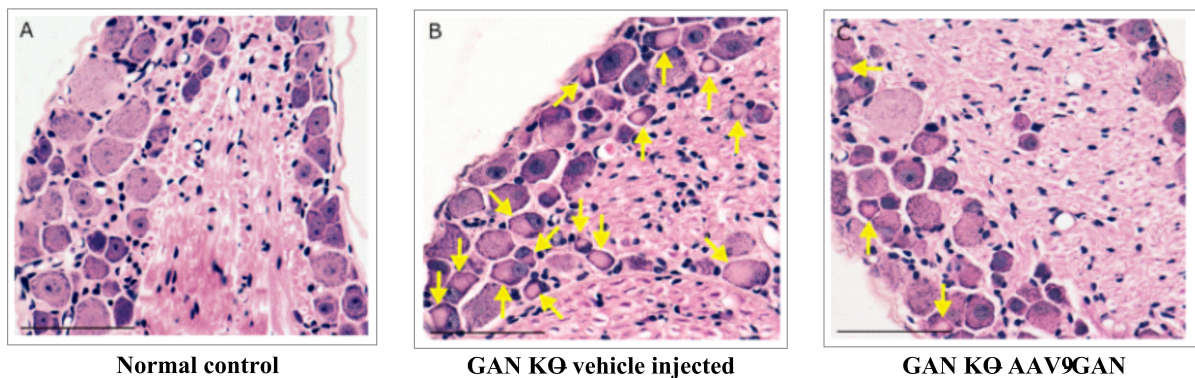 A
B
C
Normal control
GAN KO- vehicle injected
GAN KO- AAV9GAN